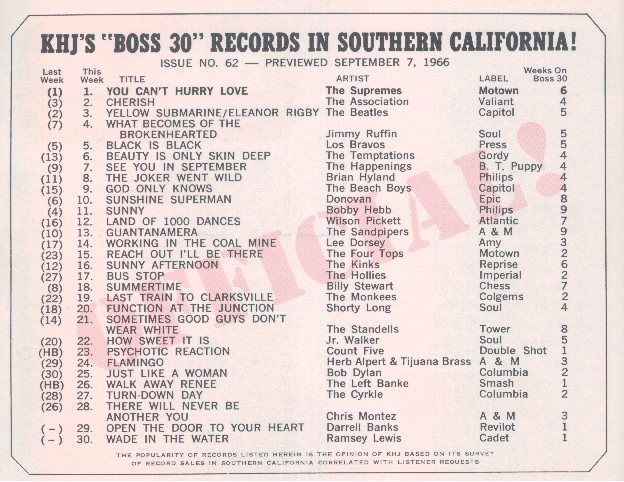 KHJ'S "BOSS 30" RECORDS IN SOUTHERN CALIFORNIA!
ISSUE NO. 62 — PREVIEWED SEPTEMBER 7, 1966
Last Week This Week TITLE ARTIST LABEL Weeks On Boss 30
(1) 1. YOU CAN'T HURRY LOVE The Supremes Motown 6
(3) 2. CHERISH The Association Valiant 4
(2) 3. YELLOW SUBMARINE/ELEANOR RIGBY The Beatles Capitol 5
(7) 4. WHAT BECOMES OF THE
BROKENHEARTED Jimmy Ruffin Soul 5
(5) 5. BLACK IS BLACK Los Bravos Press 5
(6) 6. BEAUTY IS ONLY SKIN DEEP The Temptations Gordy 4
(9) 7. SEE YOU IN SEPTEMBER The Happenings B. T. Puppy 4
(11) 8. THE JOKER WENT WILD Brian Hyland Philips 4
(15) 9. GOD ONLY KNOWS The Beach Boys Capitol 4
(6) 10. SUNSHINE SUPERMAN Donovan Epic 8
(4) 11. SUNNY Bobby Hebb Philips 9
(16) 12. LAND OF 1000 DANCES Wilson Pickett Atlantic 7
(10) 13. GUANTANAMERA The Sandpipers A & M 9
(17) 14. WORKING IN THE COAL MINE Lee Dorsey Amy 3
(23) 15. REACH OUT I'LL BE THERE The Four Tops Motown 2
(12) 16. SUNNY AFTERNOON The Kinks Reprise 6
(27) 17. BUS STOP The Hollies Imperial 2
(8) 18. SUMMERTIME Billy Stewart Chess 7
(22) 19. LAST TRAIN TO CLARKSVILLE The Monkees Colgems 2
(18) 20. FUNCTION AT THE JUNCTION Shorty Long Soul 4
(14) 21. SOMETIMES GOOD GUYS DON'T
WEAR WHITE The Standells Tower 8
(20) 22. HOW SWEET IT IS Jr. Walker Soul 5
(HB) 23. PSYCHOTIC REACTION Count Five Double Shot 1
(29) 24. FLAMINGO Herb Alpert & Tijuana Brass A & M 3
(30) 25. JUST LIKE A WOMAN Bob Dylan Columbia 2
(HB) 26. WALK AWAY RENEE The Left Banke Smash 1
(28) 27. TURN-DOWN DAY The Cyrkle Columbia 2
(26) 28. THERE WILL NEVER BE
ANOTHER YOU Chris Montez A & M 3
(–) 29. OPEN THE DOOR TO YOUR HEART Darrell Banks Revilot 1
(–) 30. WADE IN THE WATER Ramsey Lewis Cadet 1
THE POPULARITY OF RECORDS LISTED HEREIN IS THE OPINION OF KHJ BASED ON ITS SURVEY
OF RECORD SALES IN SOUTHERN CALIFORNIA CORRELATED WITH LISTENER REQUESTS
OFFICIAL!